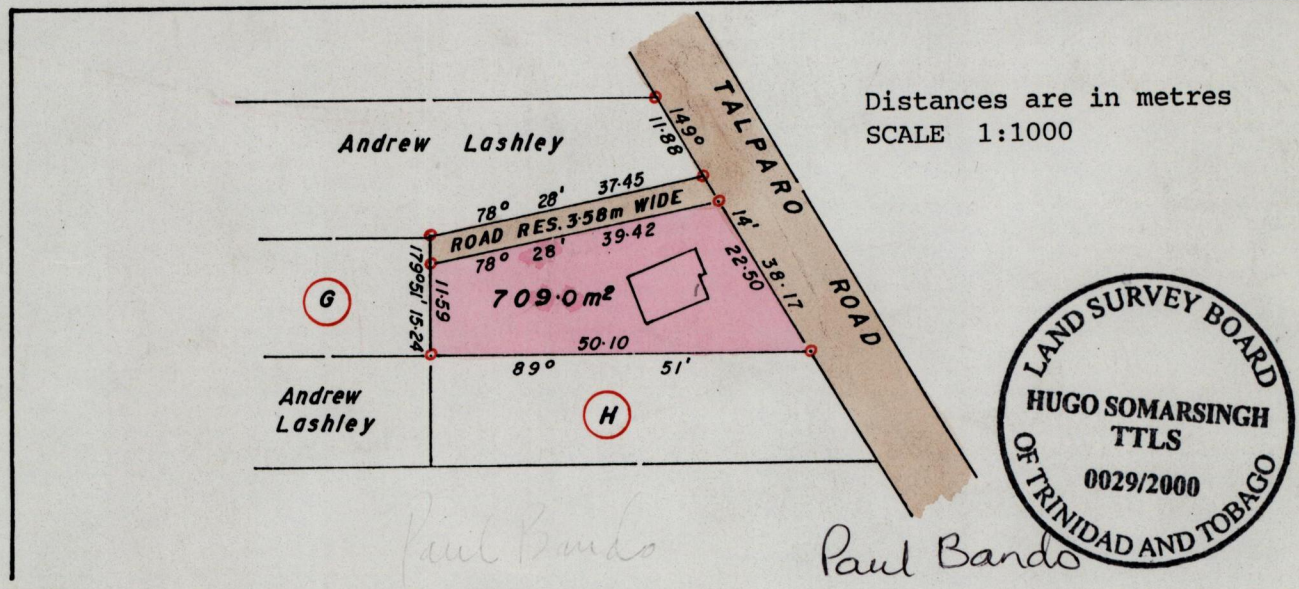 Distances are in metres
SCALE 1:1000
TALPARO ROAD
Andrew Lashley
149° 14'
11·88
78° 28' 37·45
ROAD RES. 3·58m WIDE
78° 28' 39·42
22·50
38·17
179°51' 15·24
11·59
G
709·0 m²
50·10
89° 51'
Andrew
Lashley
H
LAND SURVEY BOARD
HUGO SOMARSINGH
TTLS
0029/2000
OF TRINIDAD AND TOBAGO
Paul Bando
Paul Bando